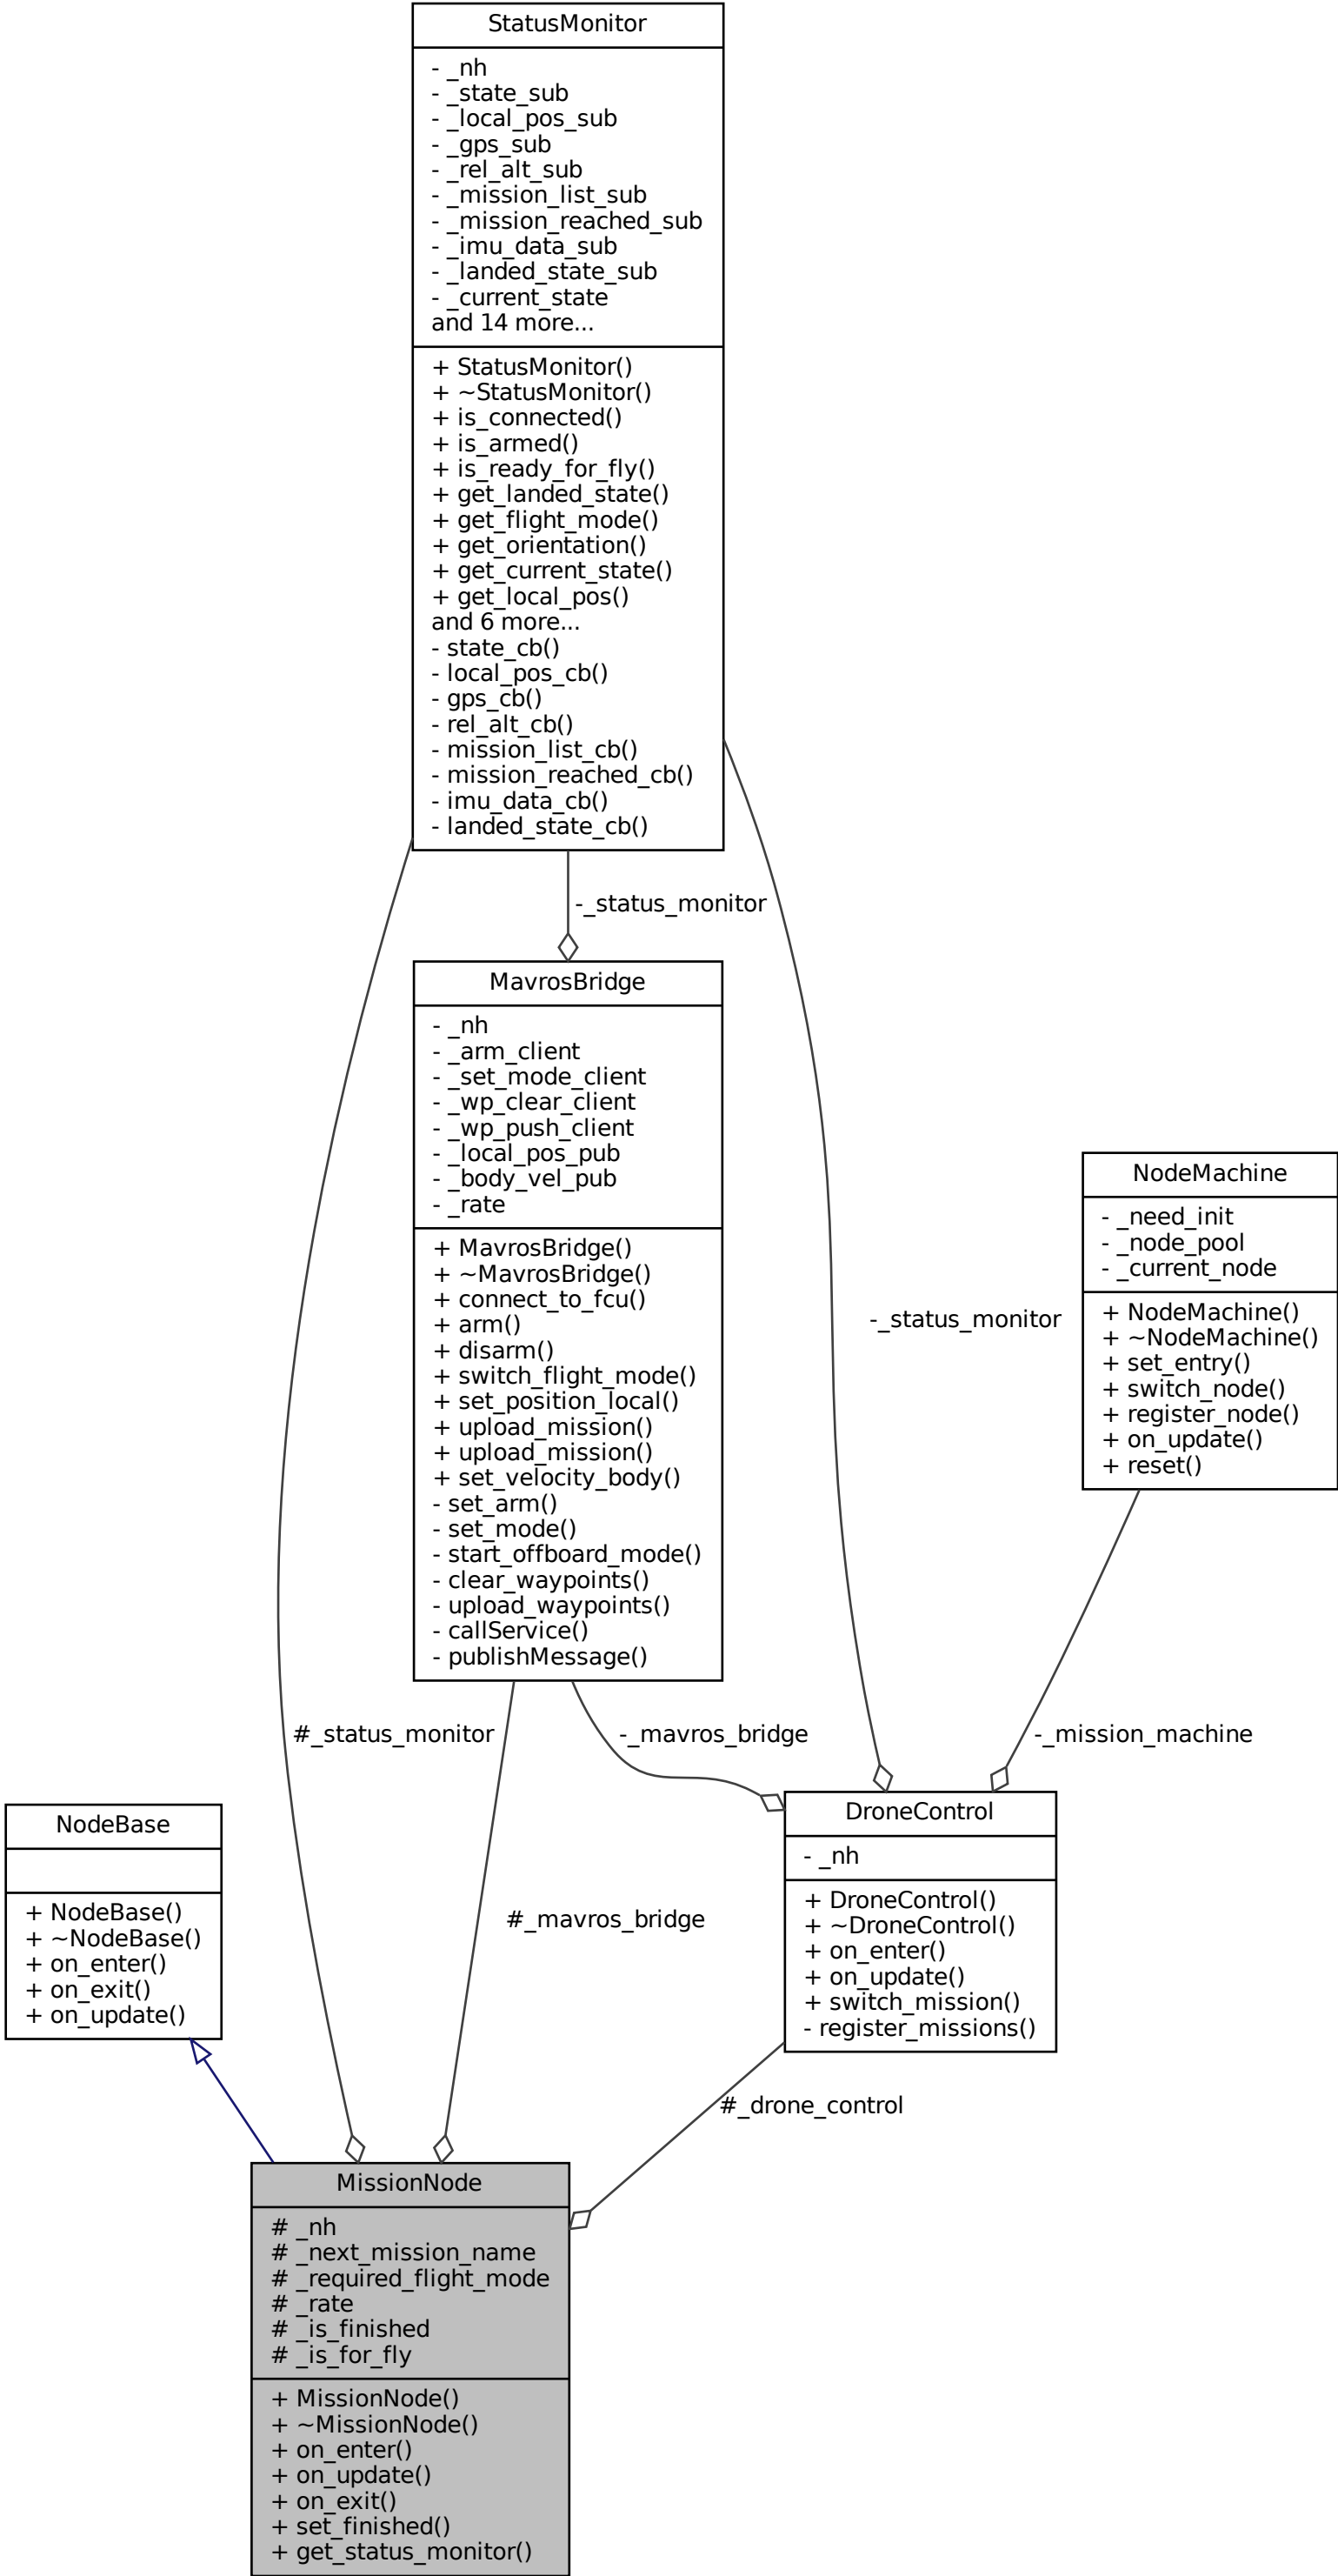 StatusMonitor
- _nh
- _state_sub
- _local_pos_sub
- _gps_sub
- _rel_alt_sub
- _mission_list_sub
- _mission_reached_sub
- _imu_data_sub
- _landed_state_sub
- _current_state
and 14 more...
+ StatusMonitor()
+ ~StatusMonitor()
+ is_connected()
+ is_armed()
+ is_ready_for_fly()
+ get_landed_state()
+ get_flight_mode()
+ get_orientation()
+ get_current_state()
+ get_local_pos()
and 6 more...
- state_cb()
- local_pos_cb()
- gps_cb()
- rel_alt_cb()
- mission_list_cb()
- mission_reached_cb()
- imu_data_cb()
- landed_state_cb()
-_status_monitor
MavrosBridge
- _nh
- _arm_client
- _set_mode_client
- _wp_clear_client
- _wp_push_client
- _local_pos_pub
- _body_vel_pub
- _rate
+ MavrosBridge()
+ ~MavrosBridge()
+ connect_to_fcu()
+ arm()
+ disarm()
+ switch_flight_mode()
+ set_position_local()
+ upload_mission()
+ upload_mission()
+ set_velocity_body()
- set_arm()
- set_mode()
- start_offboard_mode()
- clear_waypoints()
- upload_waypoints()
- callService()
- publishMessage()
-_status_monitor
NodeMachine
- _need_init
- _node_pool
- _current_node
+ NodeMachine()
+ ~NodeMachine()
+ set_entry()
+ switch_node()
+ register_node()
+ on_update()
+ reset()
#_status_monitor
-_mavros_bridge
-_mission_machine
NodeBase
+ NodeBase()
+ ~NodeBase()
+ on_enter()
+ on_exit()
+ on_update()
#_mavros_bridge
DroneControl
- _nh
+ DroneControl()
+ ~DroneControl()
+ on_enter()
+ on_update()
+ switch_mission()
- register_missions()
#_drone_control
MissionNode
# _nh
# _next_mission_name
# _required_flight_mode
# _rate
# _is_finished
# _is_for_fly
+ MissionNode()
+ ~MissionNode()
+ on_enter()
+ on_update()
+ on_exit()
+ set_finished()
+ get_status_monitor()